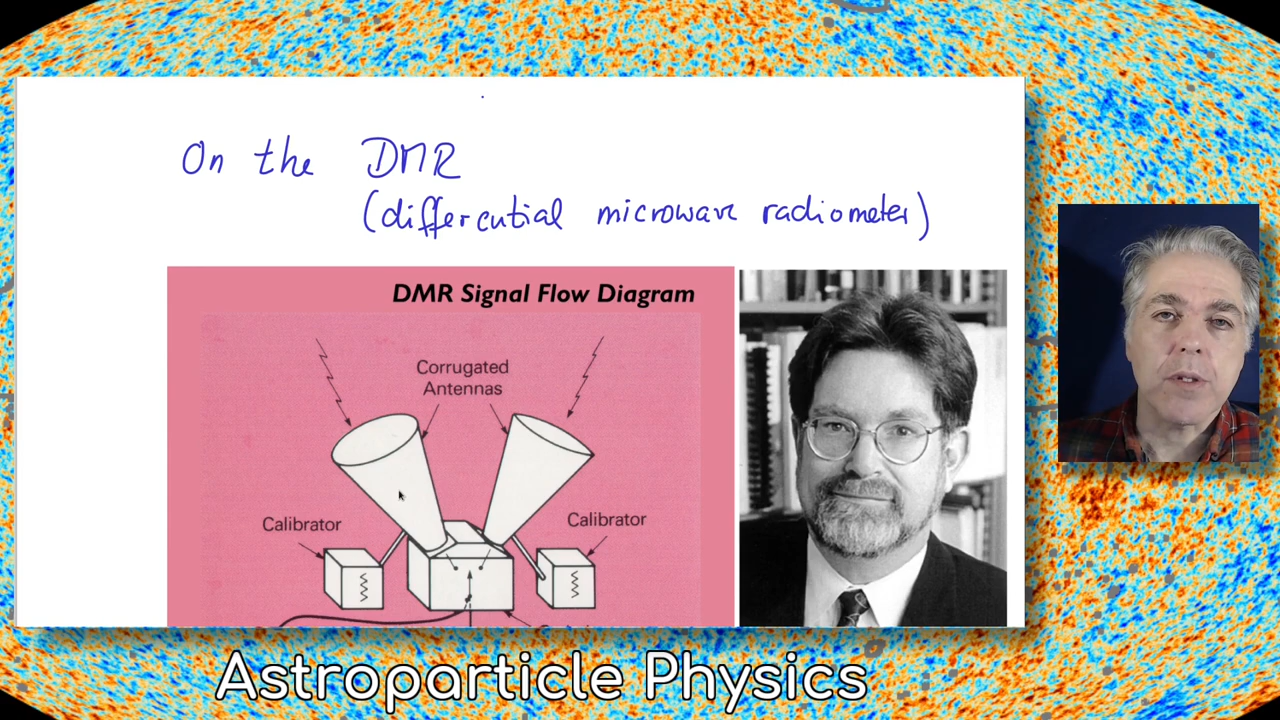 On the DMR
(differential microwave radiometer)
DMR Signal Flow Diagram
Corrugated
Antennas
Calibrator
Calibrator
Astroparticle Physics